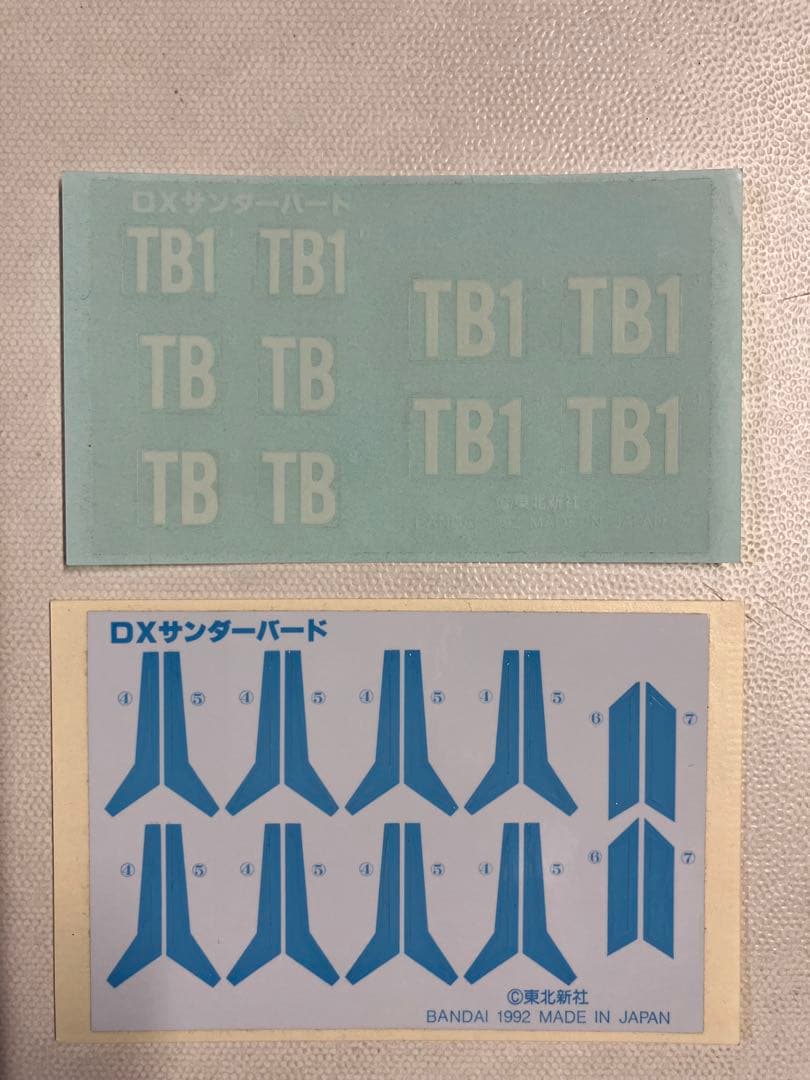 DXサンダーバード
TB1 TB1
TB TB
TB TB
TB1 TB1
TB1 TB1
©東北新社
MADE IN JAPAN
DXサンダーバード
④ ⑤ ④ ⑤ ④ ⑤ ④ ⑤ ⑥ ⑦
④ ⑤ ④ ⑤ ④ ⑤ ④ ⑤ ⑥ ⑦
©東北新社
BANDAI 1992 MADE IN JAPAN